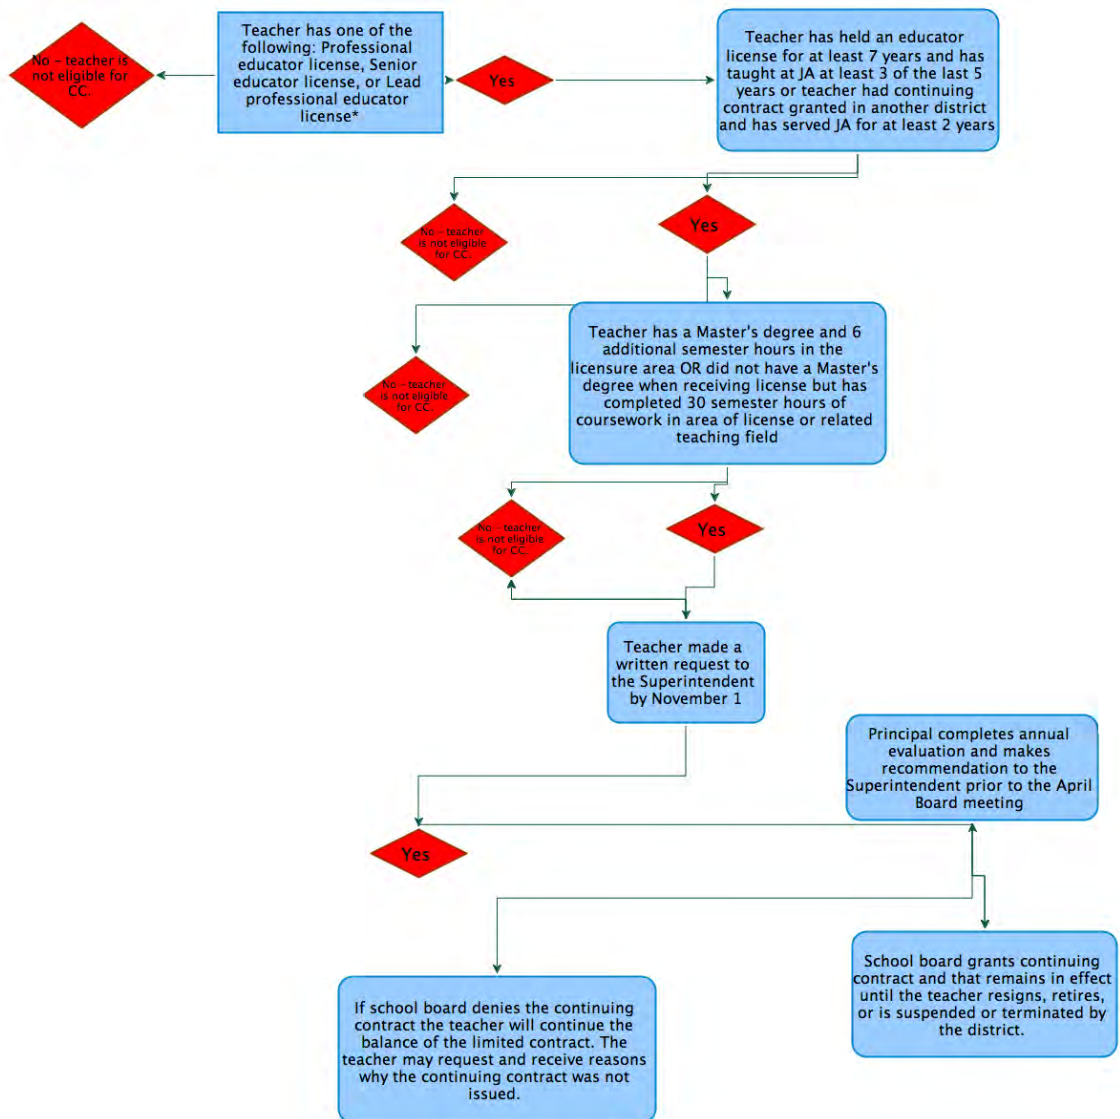 No – teacher is
not eligible for
CC.
Teacher has one of the
following: Professional
educator license, Senior
educator license, or Lead
professional educator
license*
Yes
Teacher has held an educator
license for at least 7 years and has
taught at JA at least 3 of the last 5
years or teacher had continuing
contract granted in another district
and has served JA for at least 2 years
No – teacher
is not eligible
for CC.
Yes
No – teacher
is not eligible
for CC.
Teacher has a Master's degree and 6
additional semester hours in the
licensure area OR did not have a Master's
degree when receiving license but has
completed 30 semester hours of
coursework in area of license or related
teaching field
No – teacher
is not eligible
for CC.
Yes
Teacher made a
written request to
the Superintendent
by November 1
Principal completes annual
evaluation and makes
recommendation to the
Superintendent prior to the April
Board meeting
Yes
If school board denies the continuing
contract the teacher will continue the
balance of the limited contract. The
teacher may request and receive reasons
why the continuing contract was not
issued.
School board grants continuing
contract and that remains in effect
until the teacher resigns, retires,
or is suspended or terminated by
the district.